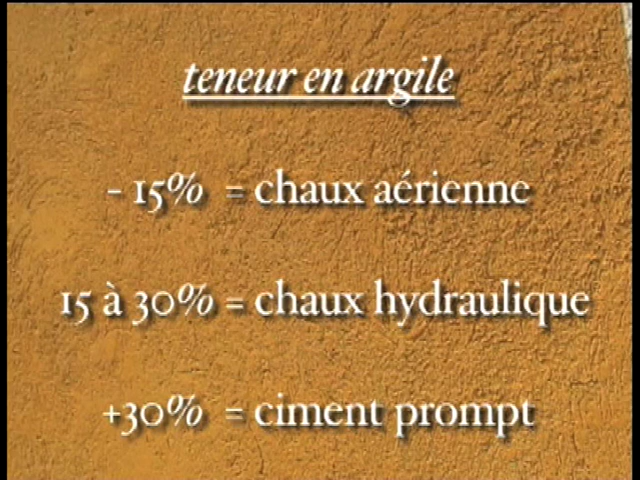 teneur en argile
- 15% = chaux aérienne
15 à 30% = chaux hydraulique
+30% = ciment prompt